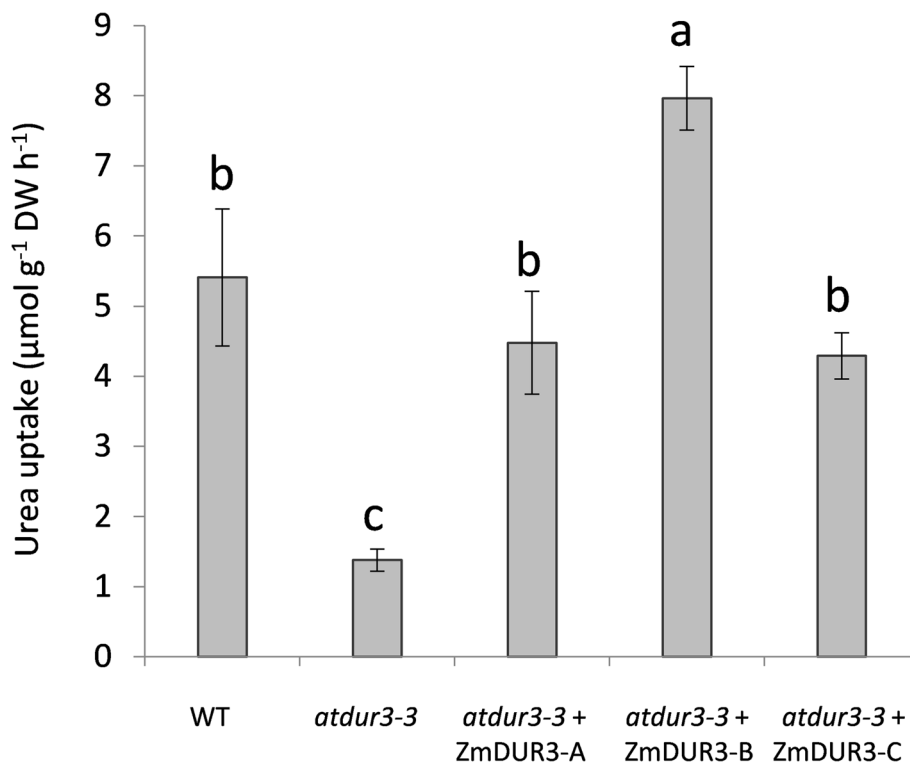 9
8
7
6
5
4
3
2
1
0
Urea uptake (μmol g⁻¹ DW h⁻¹)
b
c
b
a
b
WT
atdur3-3
atdur3-3 +
ZmDUR3-A
atdur3-3 +
ZmDUR3-B
atdur3-3 +
ZmDUR3-C